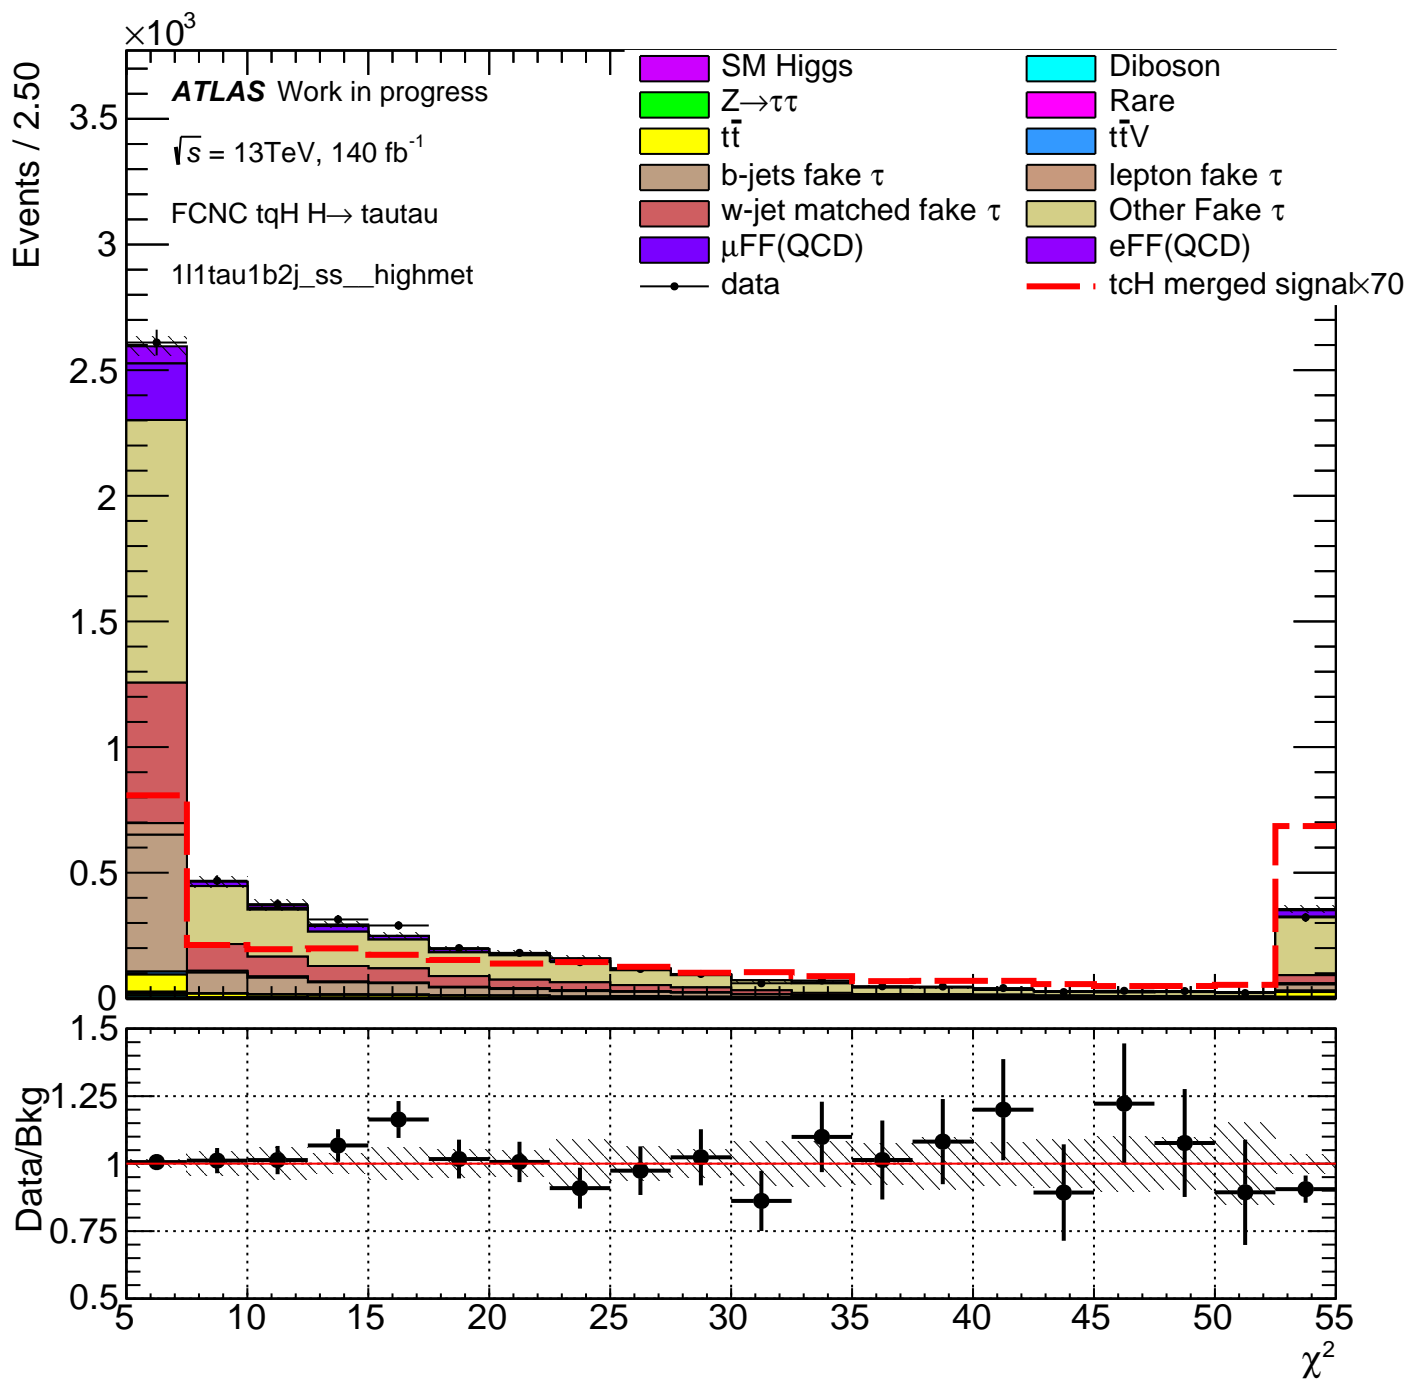 ×10³
Events / 2.50
3.5
3
2.5
2
1.5
1
0.5
0
ATLAS Work in progress
√s = 13TeV, 140 fb⁻¹
FCNC tqH H→ tautau
1l1tau1b2j_ss__highmet
SM Higgs
Z→ττ
tt̄
b-jets fake τ
w-jet matched fake τ
μFF(QCD)
data
Diboson
Rare
tt̄V
lepton fake τ
Other Fake τ
eFF(QCD)
tcH merged signal×70
Data/Bkg
1.5
1.25
1
0.75
0.5
5 10 15 20 25 30 35 40 45 50 55
χ²